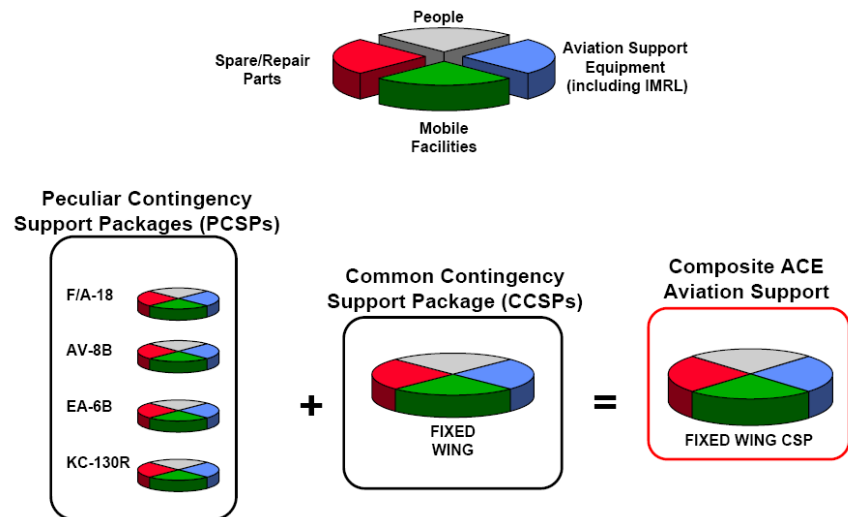 People
Spare/Repair
Parts
Aviation Support
Equipment
(including IMRL)
Mobile
Facilities
Peculiar Contingency
Support Packages (PCSPs)
F/A-18
AV-8B
EA-6B
KC-130R
+
Common Contingency
Support Package (CCSPs)
FIXED
WING
=
Composite ACE
Aviation Support
FIXED WING CSP